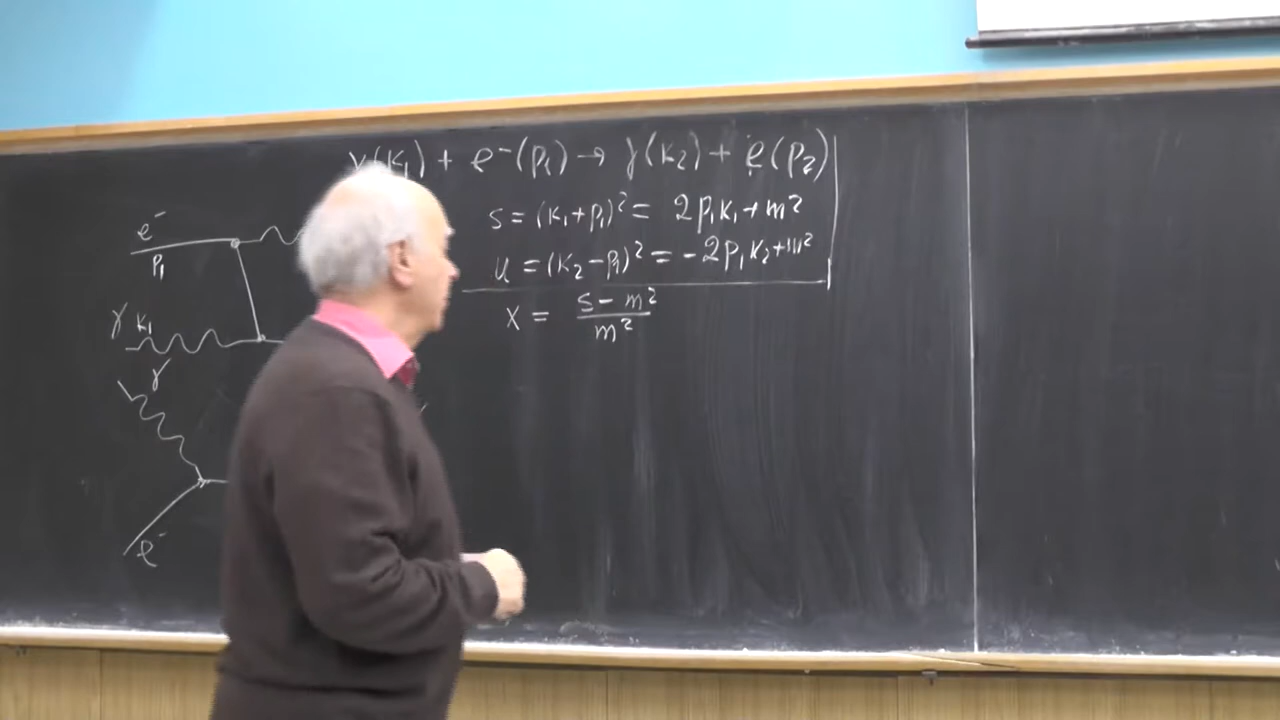 γ(k₁) + e⁻(p₁) → γ(k₂) + e(p₂)
s = (k₁+p₁)² = 2p₁k₁+m²
u = (k₂-p₁)² = -2p₁k₂+m²
x = (s-m²)/m²
e⁻
p₁
γ k₁
γ
e⁻